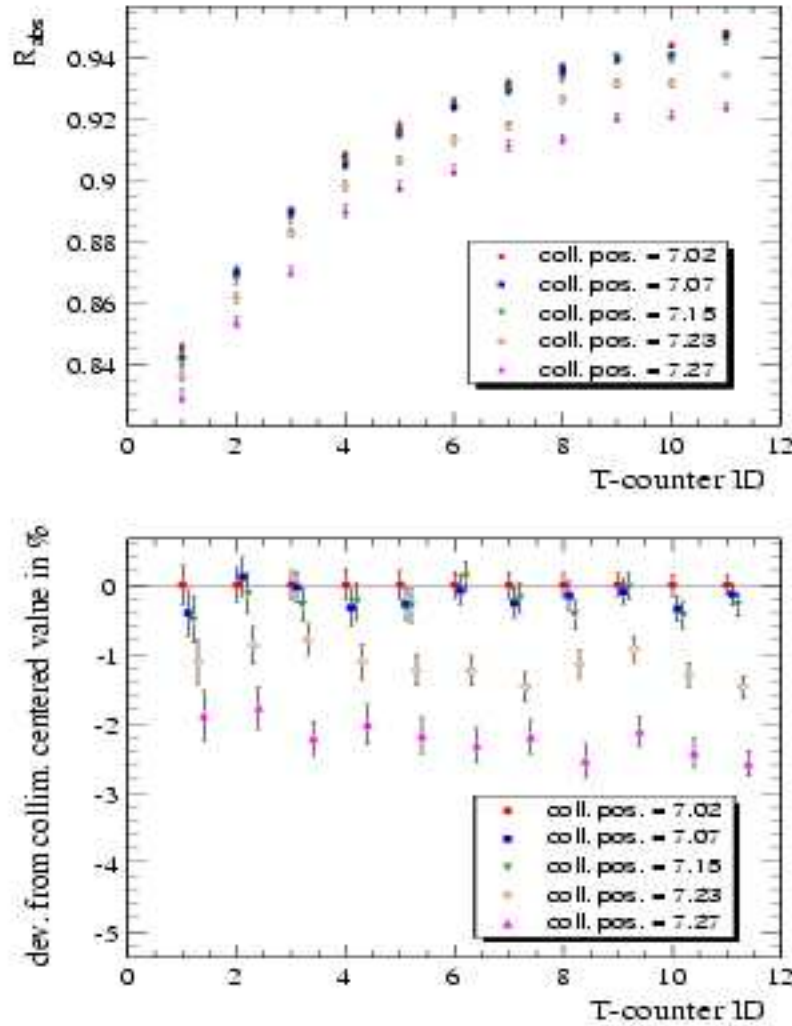 R_abs
0.94
0.92
0.9
0.88
0.86
0.84
coll. pos. = 7.02
coll. pos. = 7.07
coll. pos. = 7.15
coll. pos. = 7.23
coll. pos. = 7.27
0 2 4 6 8 10 12
T-counter ID
dev. from collim. centered value in %
0
-1
-2
-3
-4
-5
coll. pos. = 7.02
coll. pos. = 7.07
coll. pos. = 7.15
coll. pos. = 7.23
coll. pos. = 7.27
0 2 4 6 8 10 12
T-counter ID